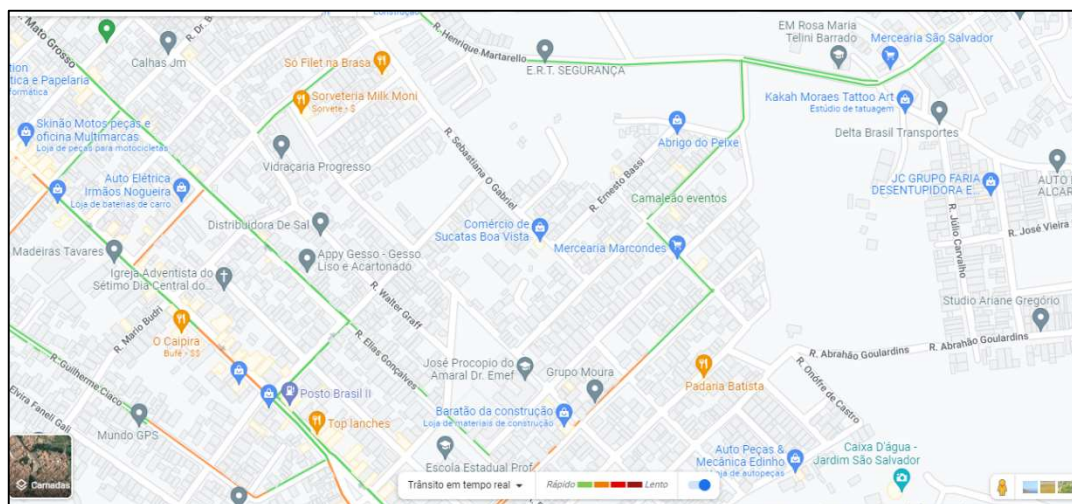 R. Mato Grosso
R. Dr. B
Calhas Jm
Construção
R. Henrique Martarello
EM Rosa Maria
Telini Barrado
Mercearia São Salvador
Só Filet na Brasa
E.R.T. SEGURANÇA
tion
tica e Papelaria
formática
Sorveteria Milk Moni
Sorvete - $
Kakah Moraes Tattoo Art
Estúdio de tatuagem
Delta Brasil Transportes
Skinão Motos peças e
oficina Multimarcas
Loja de peças para motocicletas
R. Sebastiana O Gabriel
Abrigo do Peixe
Vidraçaria Progresso
R. Ernesto Bassi
Auto Elétrica
Irmãos Nogueira
Loja de baterias de carro
JC GRUPO FARIA
DESENTUPIDORA E...
AUTO
ALCAR
Camaleão eventos
Distribuidora De Sal
Comércio de
Sucatas Boa Vista
R. Júlio Carvalho
R. José Vieira
Madeiras Tavares
Appy Gesso - Gesso
Liso e Acartonado
Mercearia Marcondes
Igreja Adventista do
Sétimo Dia Central do...
R. Walter Graff
Studio Ariane Gregório
R. Mario Budri
O Caipira
Bufê - $$
R. Elias Gonçalves
R. Abrahão Goulardins
R. Abrahão Goulardins
R. Guilherme Ciaco
José Procopio do
Amaral Dr. Emef
Grupo Moura
Padaria Batista
R. Onófre de Castro
Elvira Faneli Gali
Posto Brasil II
Mundo GPS
Top lanches
Baratão da construção
Loja de materiais de construção
Escola Estadual Prof
Auto Peças &
Mecânica Edinho
Loja de autopeças
Caixa D'água -
Jardim São Salvador
Camadas
Trânsito em tempo real
Rápido
Lento